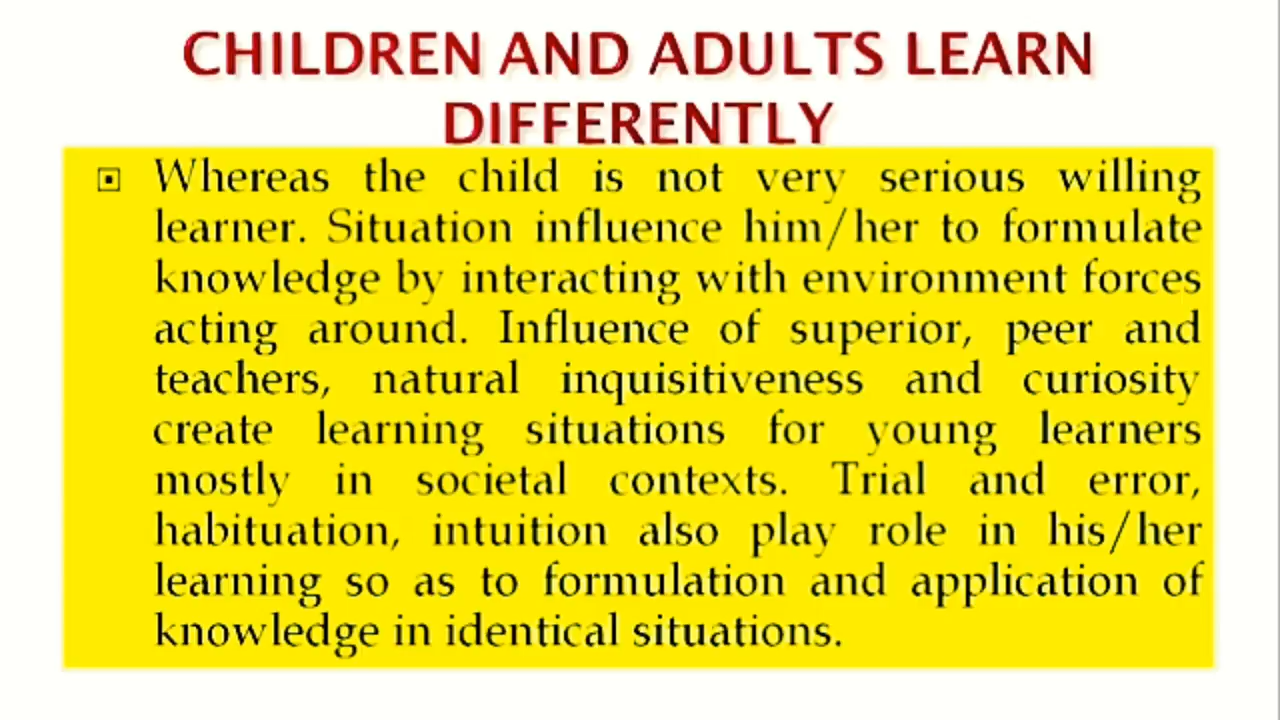 CHILDREN AND ADULTS LEARN
DIFFERENTLY
Whereas the child is not very serious willing
learner. Situation influence him/her to formulate
knowledge by interacting with environment forces
acting around. Influence of superior, peer and
teachers, natural inquisitiveness and curiosity
create learning situations for young learners
mostly in societal contexts. Trial and error,
habituation, intuition also play role in his/her
learning so as to formulation and application of
knowledge in identical situations.